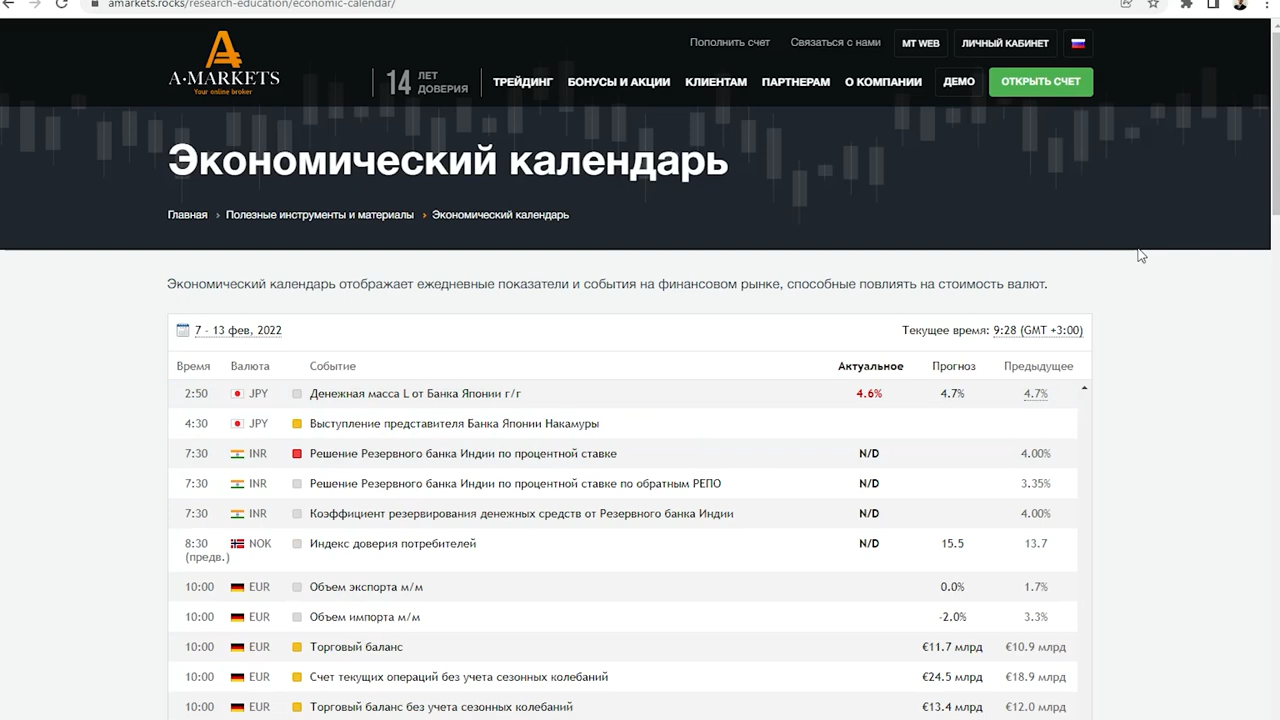 amarkets.rocks/research-education/economic-calendar/
Пополнить счет Связаться с нами MT WEB ЛИЧНЫЙ КАБИНЕТ
A·MARKETS
Your online broker
14 ЛЕТ ДОВЕРИЯ
ТРЕЙДИНГ БОНУСЫ И АКЦИИ КЛИЕНТАМ ПАРТНЕРАМ О КОМПАНИИ ДЕМО ОТКРЫТЬ СЧЕТ
Экономический календарь
Главная › Полезные инструменты и материалы › Экономический календарь
Экономический календарь отображает ежедневные показатели и события на финансовом рынке, способные повлиять на стоимость валют.
7 - 13 фев, 2022 Текущее время: 9:28 (GMT +3:00)
Время Валюта Событие Актуальное Прогноз Предыдущее
2:50 JPY Денежная масса L от Банка Японии г/г 4.6% 4.7% 4.7%
4:30 JPY Выступление представителя Банка Японии Накамуры
7:30 INR Решение Резервного банка Индии по процентной ставке N/D 4.00%
7:30 INR Решение Резервного банка Индии по процентной ставке по обратным РЕПО N/D 3.35%
7:30 INR Коэффициент резервирования денежных средств от Резервного банка Индии N/D 4.00%
8:30 NOK Индекс доверия потребителей N/D 15.5 13.7
(предв.)
10:00 EUR Объем экспорта м/м 0.0% 1.7%
10:00 EUR Объем импорта м/м -2.0% 3.3%
10:00 EUR Торговый баланс €11.7 млрд €10.9 млрд
10:00 EUR Счет текущих операций без учета сезонных колебаний €24.5 млрд €18.9 млрд
10:00 EUR Торговый баланс без учета сезонных колебаний €13.4 млрд €12.0 млрд